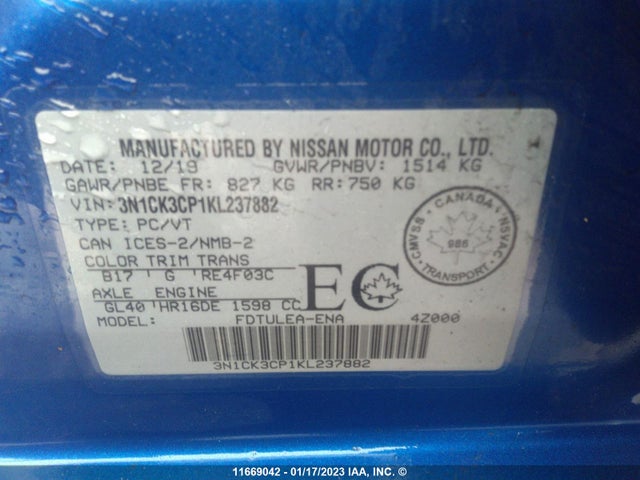 MANUFACTURED BY NISSAN MOTOR CO., LTD.
DATE: 12/19 GVWR/PNBV: 1514 KG
GAWR/PNBE FR: 827 KG RR:750 KG
VIN: 3N1CK3CP1KL237882
TYPE: PC/VT
CAN ICES-2/NMB-2
COLOR TRIM TRANS
B17 ' G ' RE4F03C
AXLE ENGINE
GL40 'HR16DE 1598 CC
MODEL: FDTULEA-ENA 4Z000
3N1CK3CP1KL237882
EC
CMVSS • CANADA • NSVAC
986
TRANSPORT
11669042 - 01/17/2023 IAA, INC. ©